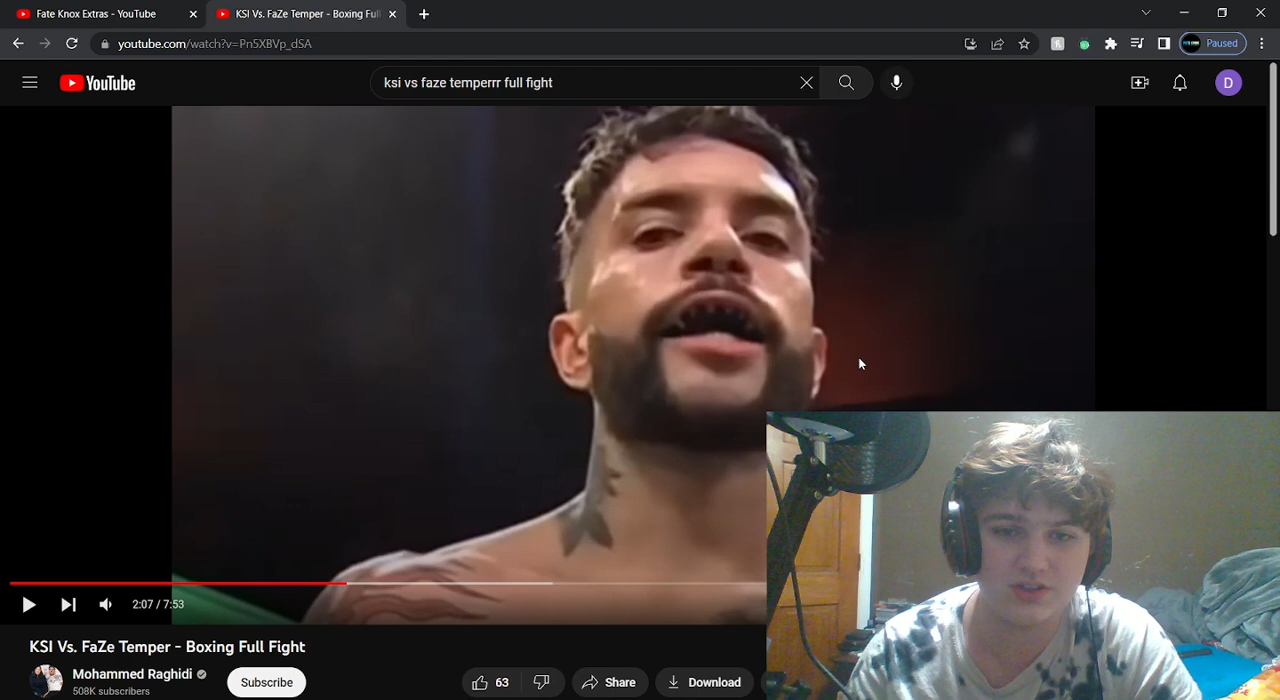 Fate Knox Extras - YouTube
KSI Vs. FaZe Temper - Boxing Full
youtube.com/watch?v=Pn5XBVp_dSA
Paused
YouTube
ksi vs faze temperrr full fight
D
2:07 / 7:53
KSI Vs. FaZe Temper - Boxing Full Fight
Mohammed Raghidi
508K subscribers
Subscribe
63
Share
Download